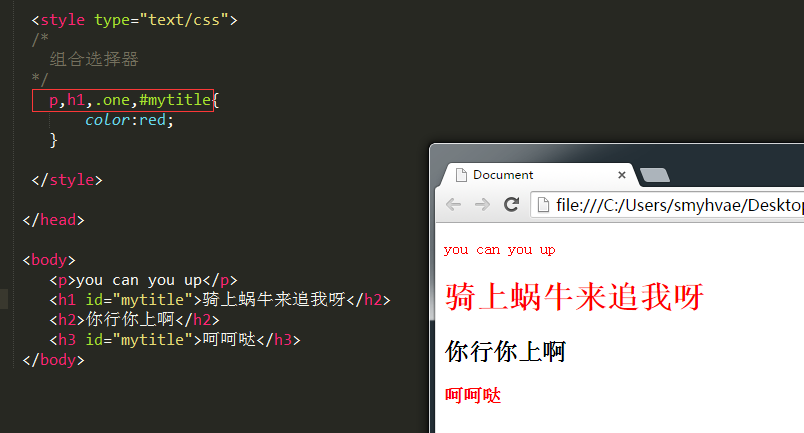 <style type="text/css">
/*
组合选择器
*/
p,h1,.one,#mytitle{
color:red;
}
</style>
</head>
<body>
<p>you can you up</p>
<h1 id="mytitle">骑上蜗牛来追我呀</h2>
<h2>你行你上啊</h2>
<h3 id="mytitle">呵呵哒</h3>
</body>
Document
file:///C:/Users/smyhvae/Desktop
you can you up
骑上蜗牛来追我呀
你行你上啊
呵呵哒